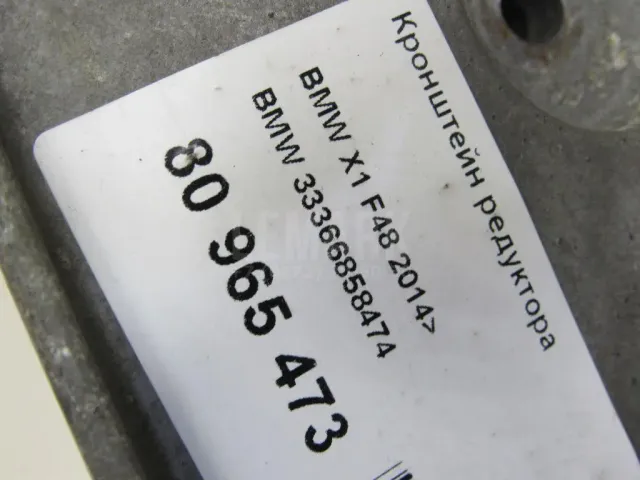 Кронштейн редуктора
BMW X1 F48 2014>
BMW 33366858474
80 965 473